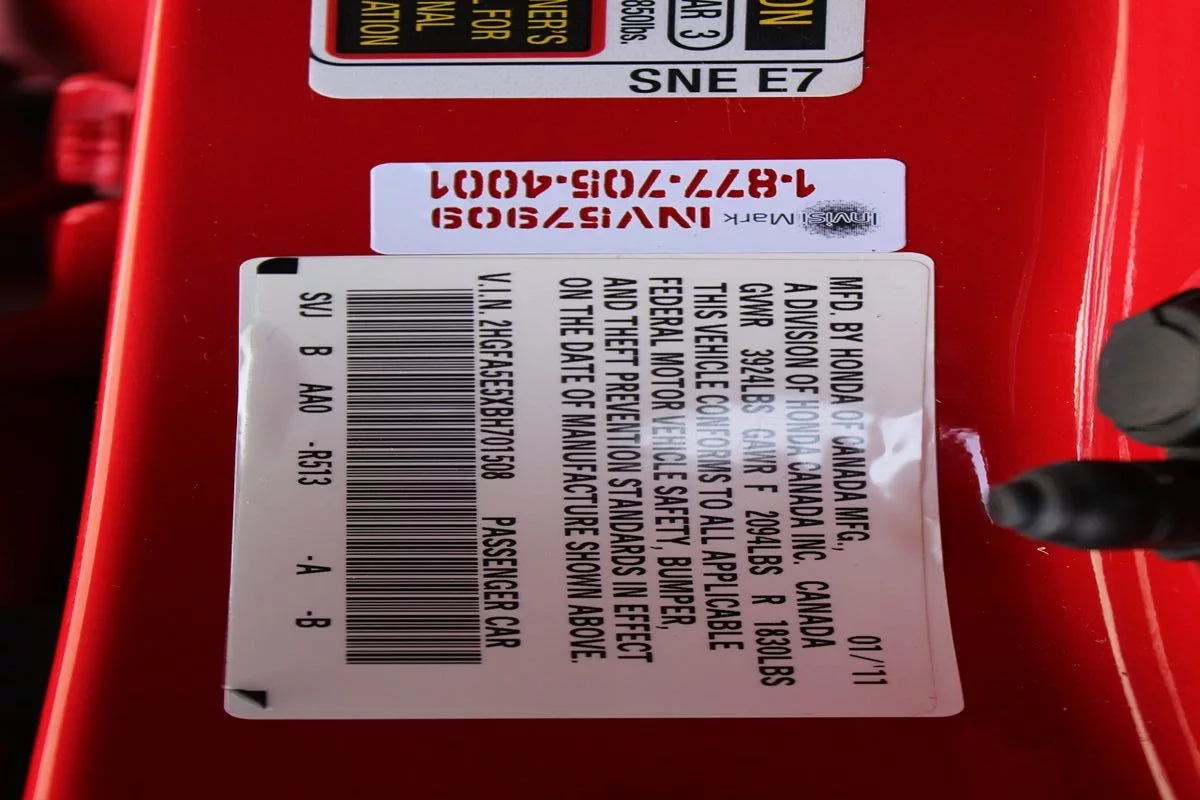 ON
AR 3
850lbs.
NER'S
FOR
NAL
ATION
SNE E7
InvisiMark INV57909
1-877-705-4001
MFD. BY HONDA OF CANADA MFG., 01/'11
A DIVISION OF HONDA CANADA INC. CANADA
GVWR 3924LBS GAWR F 2094LBS R 1830LBS
THIS VEHICLE CONFORMS TO ALL APPLICABLE
FEDERAL MOTOR VEHICLE SAFETY, BUMPER,
AND THEFT PREVENTION STANDARDS IN EFFECT
ON THE DATE OF MANUFACTURE SHOWN ABOVE.
V.I.N. 2HGFA5E5XBH701508 PASSENGER CAR
SVJ B AA0 -R513 -A -B